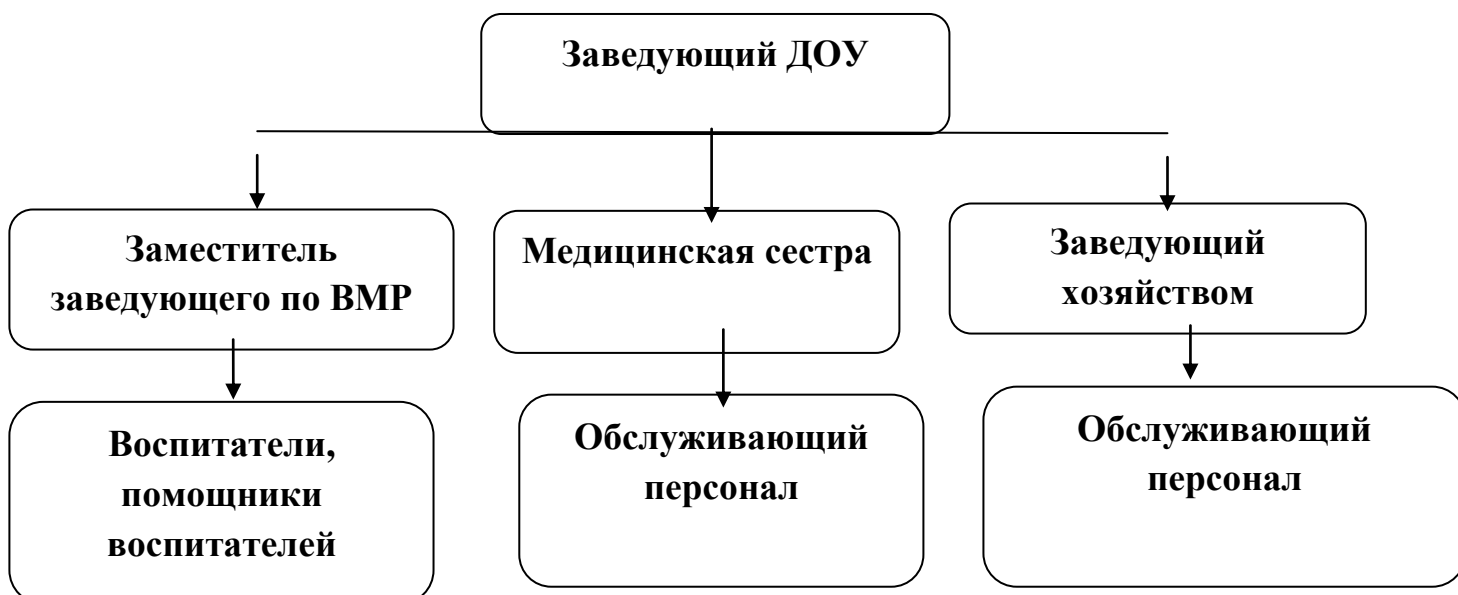 Заведующий ДОУ
Заместитель
заведующего по ВМР
Медицинская сестра
Заведующий
хозяйством
Воспитатели,
помощники
воспитателей
Обслуживающий
персонал
Обслуживающий
персонал